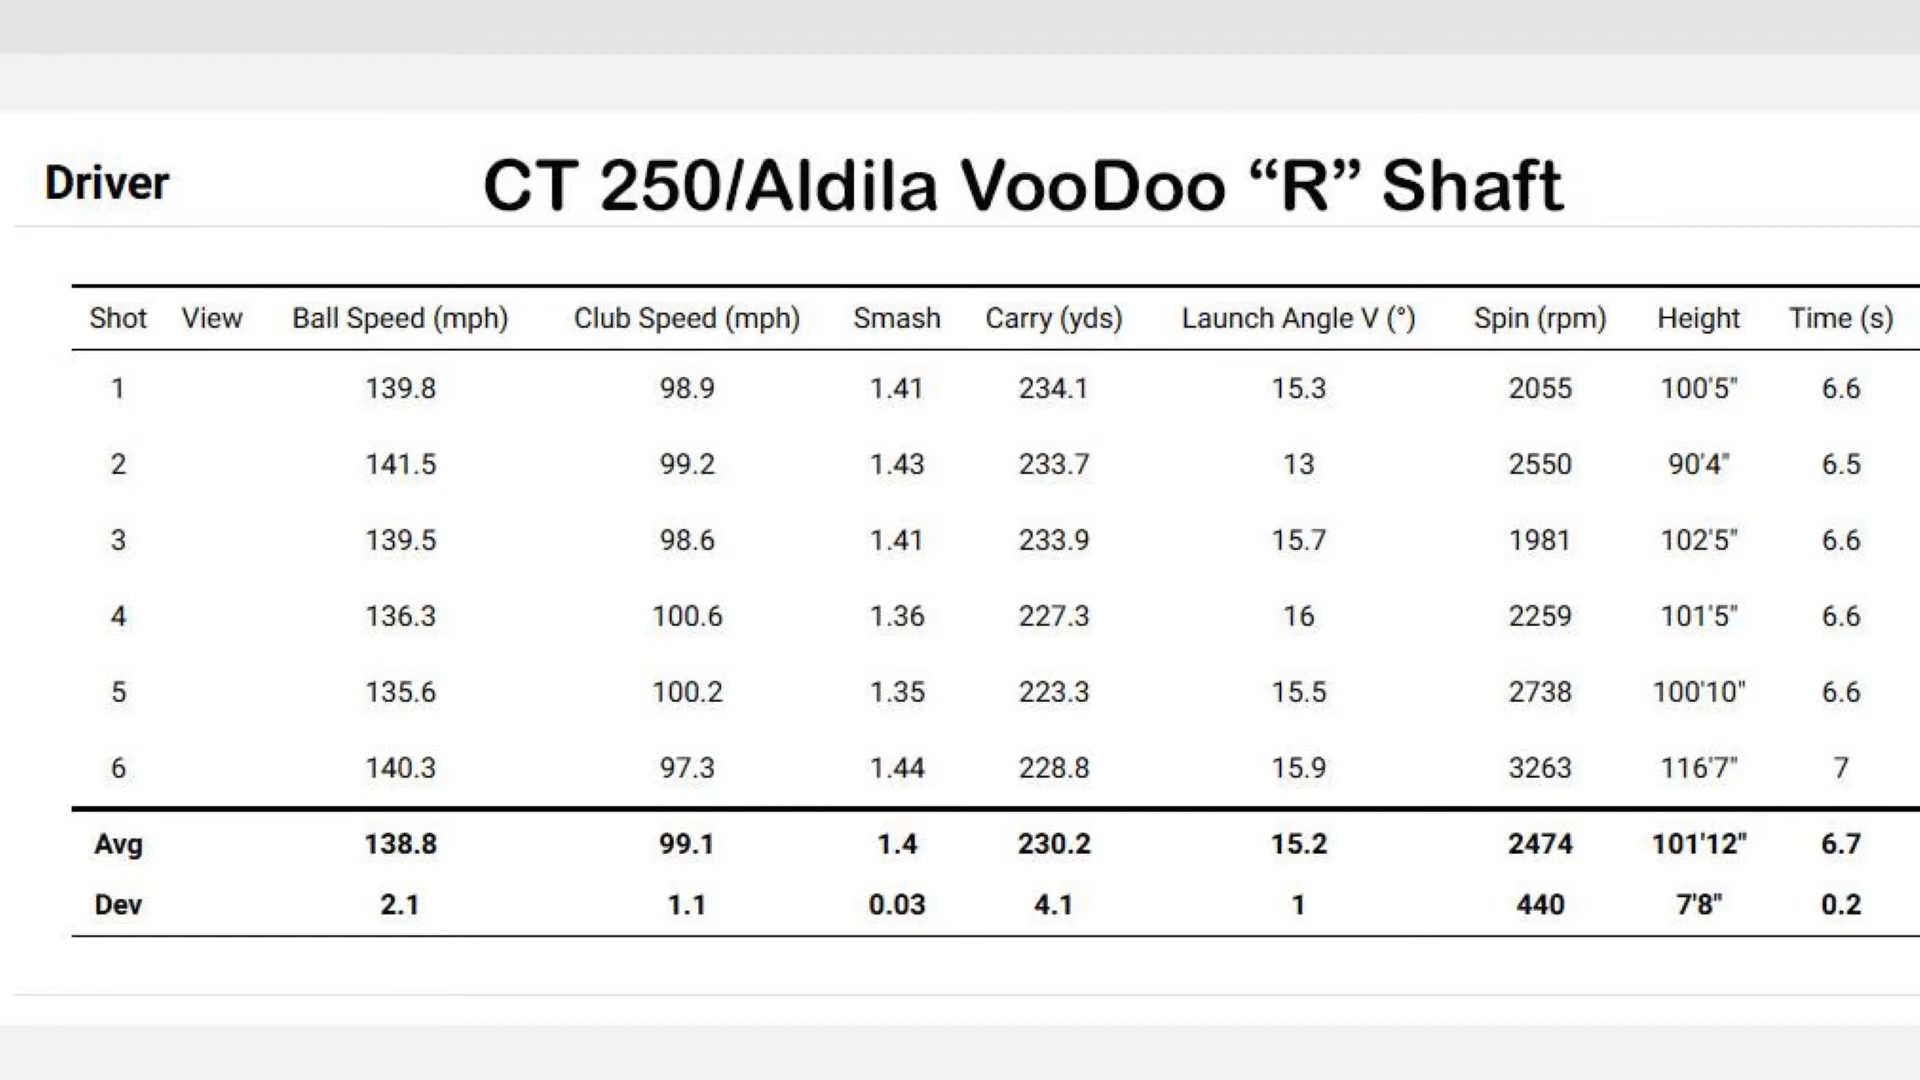 Driver CT 250/Aldila VooDoo “R” Shaft
Shot View Ball Speed (mph) Club Speed (mph) Smash Carry (yds) Launch Angle V (°) Spin (rpm) Height Time (s)
1 139.8 98.9 1.41 234.1 15.3 2055 100'5" 6.6
2 141.5 99.2 1.43 233.7 13 2550 90'4" 6.5
3 139.5 98.6 1.41 233.9 15.7 1981 102'5" 6.6
4 136.3 100.6 1.36 227.3 16 2259 101'5" 6.6
5 135.6 100.2 1.35 223.3 15.5 2738 100'10" 6.6
6 140.3 97.3 1.44 228.8 15.9 3263 116'7" 7
Avg 138.8 99.1 1.4 230.2 15.2 2474 101'12" 6.7
Dev 2.1 1.1 0.03 4.1 1 440 7'8" 0.2